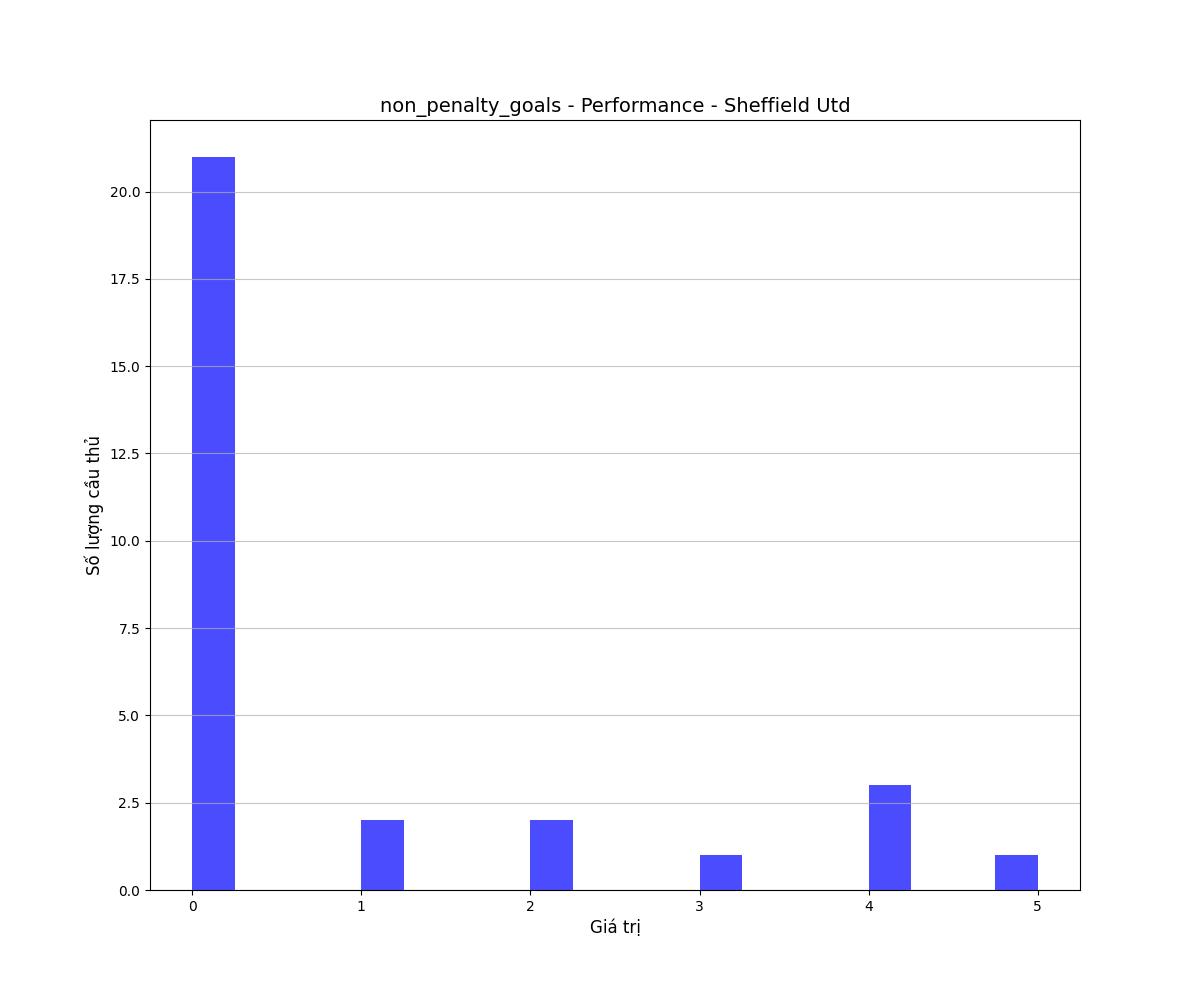 non_penalty_goals - Performance - Sheffield Utd
20.0
17.5
15.0
12.5
10.0
7.5
5.0
2.5
0.0
Số lượng cầu thủ
0 1 2 3 4 5
Giá trị